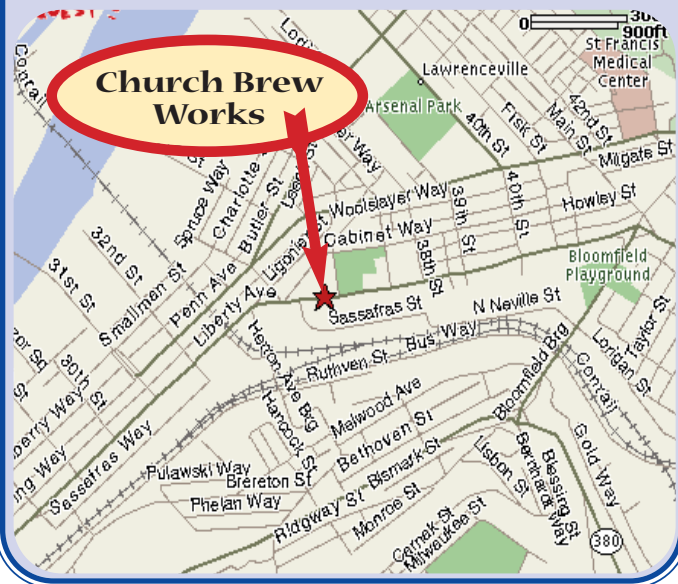 0
900ft
Conrail
St Francis
Medical
Center
Church Brew
Works
Lawrenceville
Arsenal Park
40th St
Fisk St
Main St
42nd St
Milgate St
Spruce Way
Charlotte
Butler St
Woolslayer Way
39th St
40th St
Howley St
Cabinet Way
38th St
Ligonier St
32nd St
31st St
Smallman St
Penn Ave
Liberty Ave
Bloomfield
Playground
Sassafras St
N Neville St
Bus Way
Ruthven St
Herron Ave Brg
Hancock St
Melwood Ave
Bethoven St
Bismark St
Bloomfield Brg
Conrail
Lorigan St
Taylor St
30th St
Sassafras Way
Pulawski Way
Brereton St
Phelan Way
Ridgway St
Monroe St
Lisbon St
Bernhardt Way
Blessing St
Gold Way
Carnak St
Milwaukee St
380